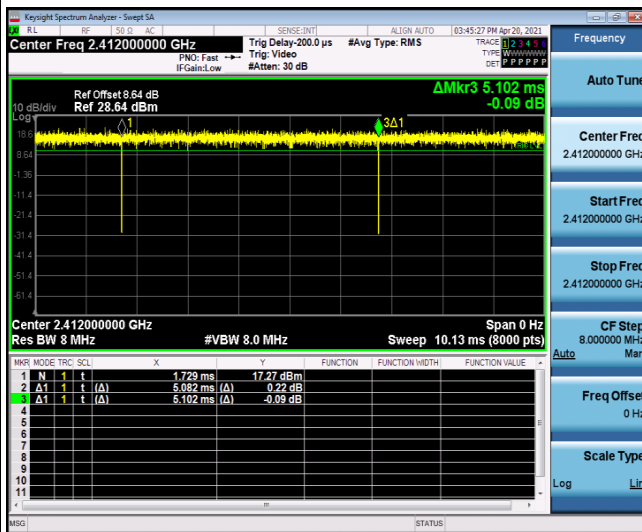 Keysight Spectrum Analyzer - Swept SA
RL RF 50 Ω AC SENSE:INT ALIGN AUTO 03:45:27 PM Apr 20, 2021
Center Freq 2.412000000 GHz
PNO: Fast
IFGain:Low
Trig Delay-200.0 µs
Trig: Video
#Atten: 30 dB
#Avg Type: RMS
TRACE 1 2 3 4 5 6
TYPE WWWWWW
DET P P P P P P
Ref Offset 8.64 dB
Ref 28.64 dBm
10 dB/div
Log
ΔMkr3 5.102 ms
-0.09 dB
1
3Δ1
18.6
8.64
-1.36
-11.4
-21.4
-31.4
-41.4
-51.4
-61.4
Center 2.412000000 GHz Span 0 Hz
Res BW 8 MHz #VBW 8.0 MHz Sweep 10.13 ms (8000 pts)
MKR MODE TRC SCL X Y FUNCTION FUNCTION WIDTH FUNCTION VALUE
1 N 1 t 1.729 ms 17.27 dBm
2 Δ1 1 t (Δ) 5.082 ms (Δ) 0.22 dB
3 Δ1 1 t (Δ) 5.102 ms (Δ) -0.09 dB
4
5
6
7
8
9
10
11
MSG STATUS
Frequency
Auto Tune
Center Freq
2.412000000 GHz
Start Freq
2.412000000 GHz
Stop Freq
2.412000000 GHz
CF Step
8.000000 MHz
Auto Man
Freq Offset
0 Hz
Scale Type
Log Lin